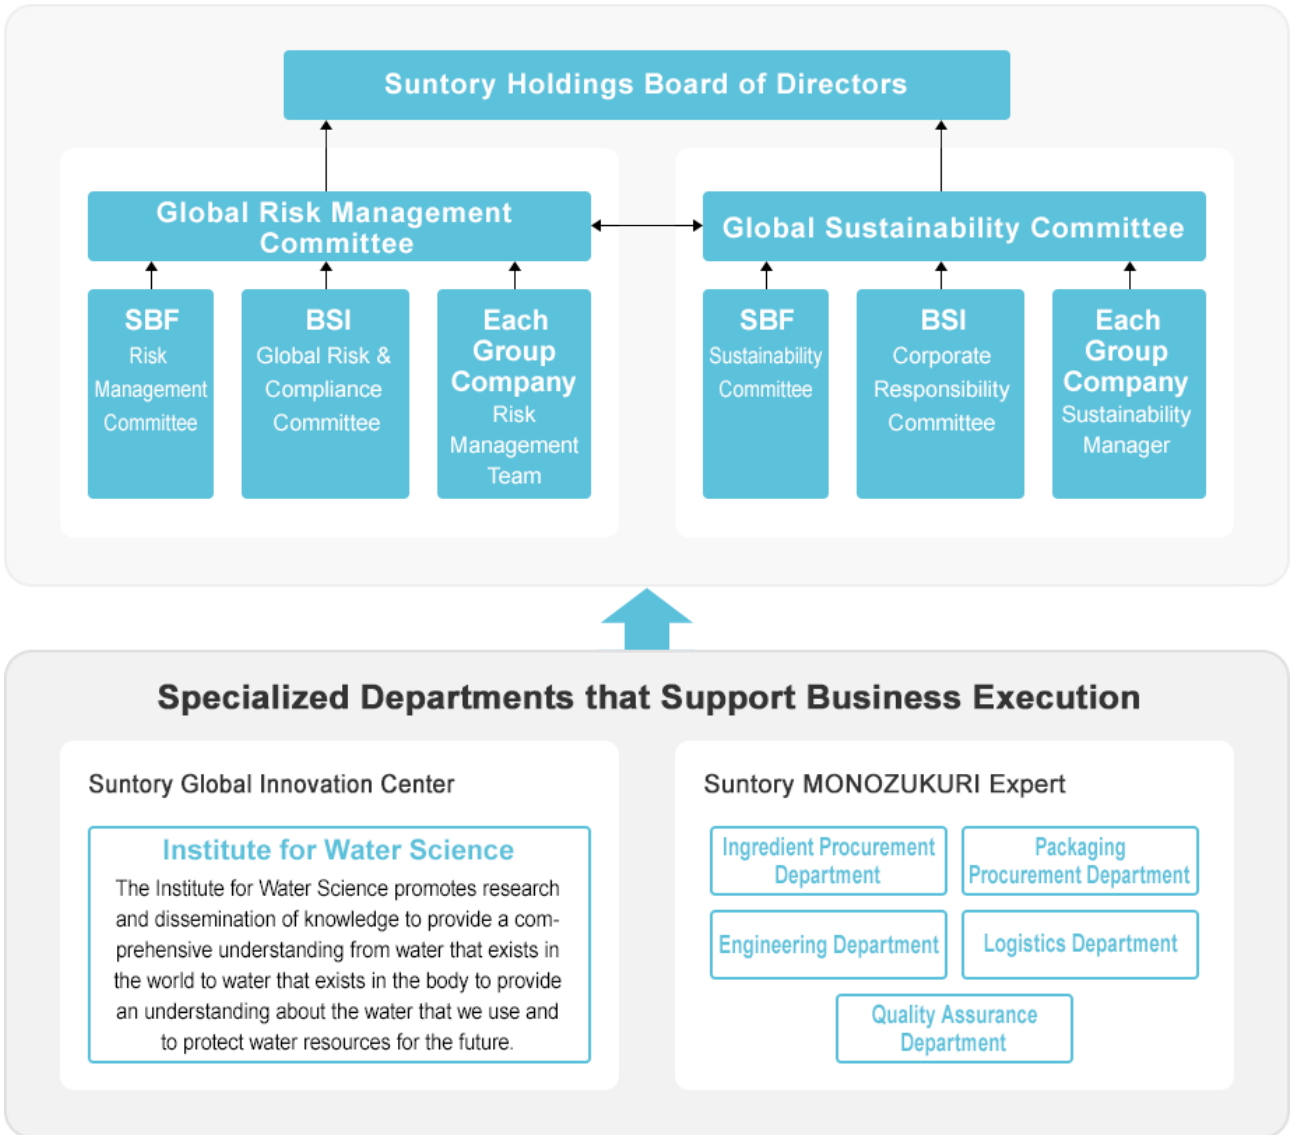 Suntory Holdings Board of Directors
Global Risk Management
Committee
SBF
Risk
Management
Committee
BSI
Global Risk &
Compliance
Committee
Each
Group
Company
Risk
Management
Team
Global Sustainability Committee
SBF
Sustainability
Committee
BSI
Corporate
Responsibility
Committee
Each
Group
Company
Sustainability
Manager
Specialized Departments that Support Business Execution
Suntory Global Innovation Center
Institute for Water Science
The Institute for Water Science promotes research
and dissemination of knowledge to provide a com-
prehensive understanding from water that exists in
the world to water that exists in the body to provide
an understanding about the water that we use and
to protect water resources for the future.
Suntory MONOZUKURI Expert
Ingredient Procurement
Department
Packaging
Procurement Department
Engineering Department
Logistics Department
Quality Assurance
Department